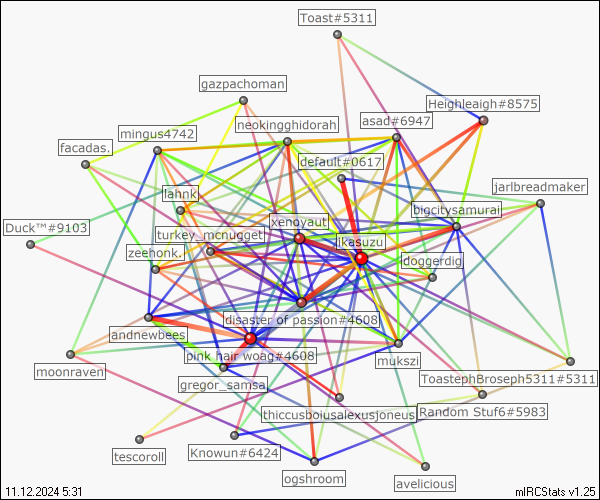 Toast#5311
gazpachoman
Heighleigh#8575
neokingghidorah
asad#6947
mingus4742
facadas.
default#0617
lahnk
jarlbreadmaker
bigcitysamurai
xenoyaut
Duck™#9103
turkey_mcnugget
ikasuzu
zeehonk.
doggerdig
disaster of passion#4608
andnewbees
pink hair woag#4608
mukszi
moonraven
ToastephBroseph5311#5311
gregor_samsa
thiccusboiusalexusjoneus
Random Stuf6#5983
tescoroll
Knowun#6424
ogshroom
avelicious
11.12.2024 5:31
mIRCStats v1.25